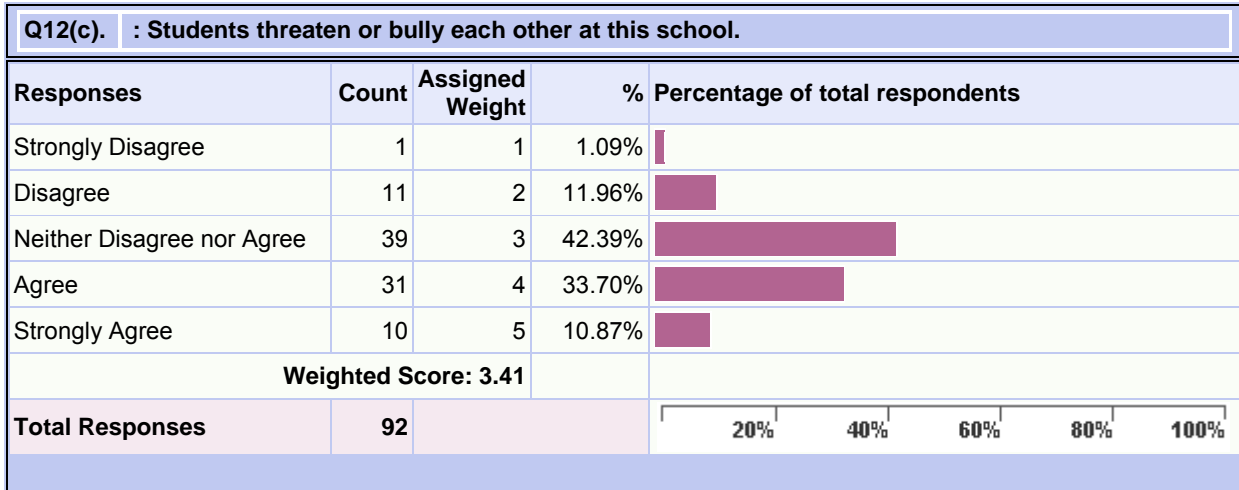 Q12(c). : Students threaten or bully each other at this school.
Responses Count Assigned Weight % Percentage of total respondents
Strongly Disagree 1 1 1.09%
Disagree 11 2 11.96%
Neither Disagree nor Agree 39 3 42.39%
Agree 31 4 33.70%
Strongly Agree 10 5 10.87%
Weighted Score: 3.41
Total Responses 92 20% 40% 60% 80% 100%